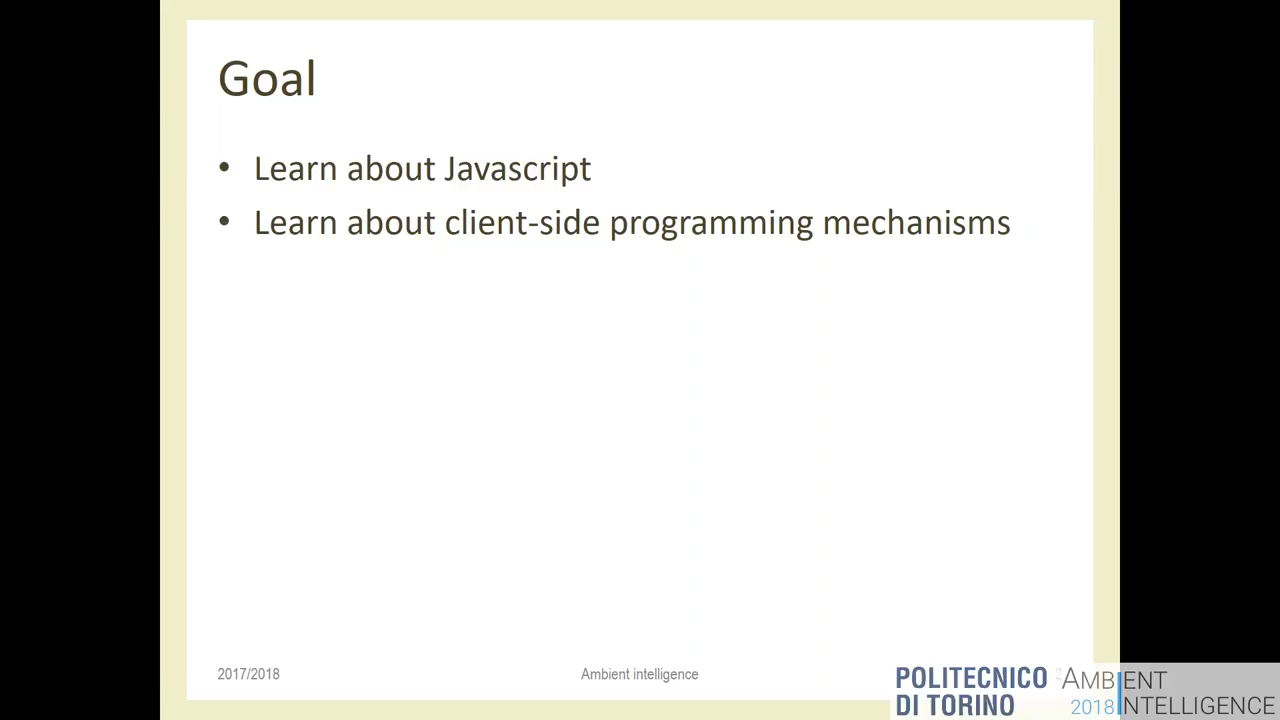 Goal
• Learn about Javascript
• Learn about client-side programming mechanisms
2017/2018
Ambient intelligence
POLITECNICO
DI TORINO
AMBIENT
2018 INTELLIGENCE